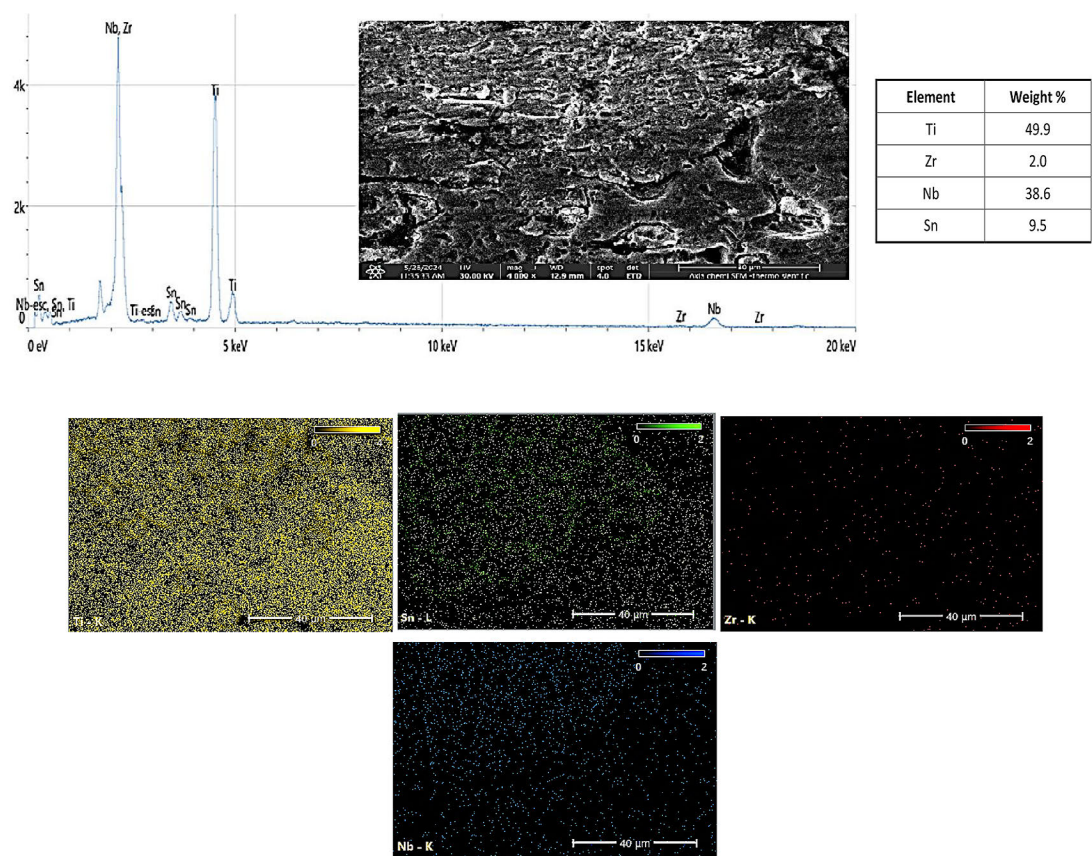 Nb, Zr
4k
Ti
2k
Sn
Nb-esc, Sn, Ti
Sn
0
Ti-esc
Sn
Sn
Sn
Sn
Ti
Zr
Nb
Zr
0 eV
5 keV
10 keV
15 keV
20 keV
5/28/2024
HV
mag
WD
spot
det
30.00 kV
4 000 x
12.9 mm
4.0
ETD
Element Weight %
Ti 49.9
Zr 2.0
Nb 38.6
Sn 9.5
0
Ti - K
40 μm
0 2
Sn - L
40 μm
0 2
Zr - K
40 μm
0 2
Nb - K
40 μm